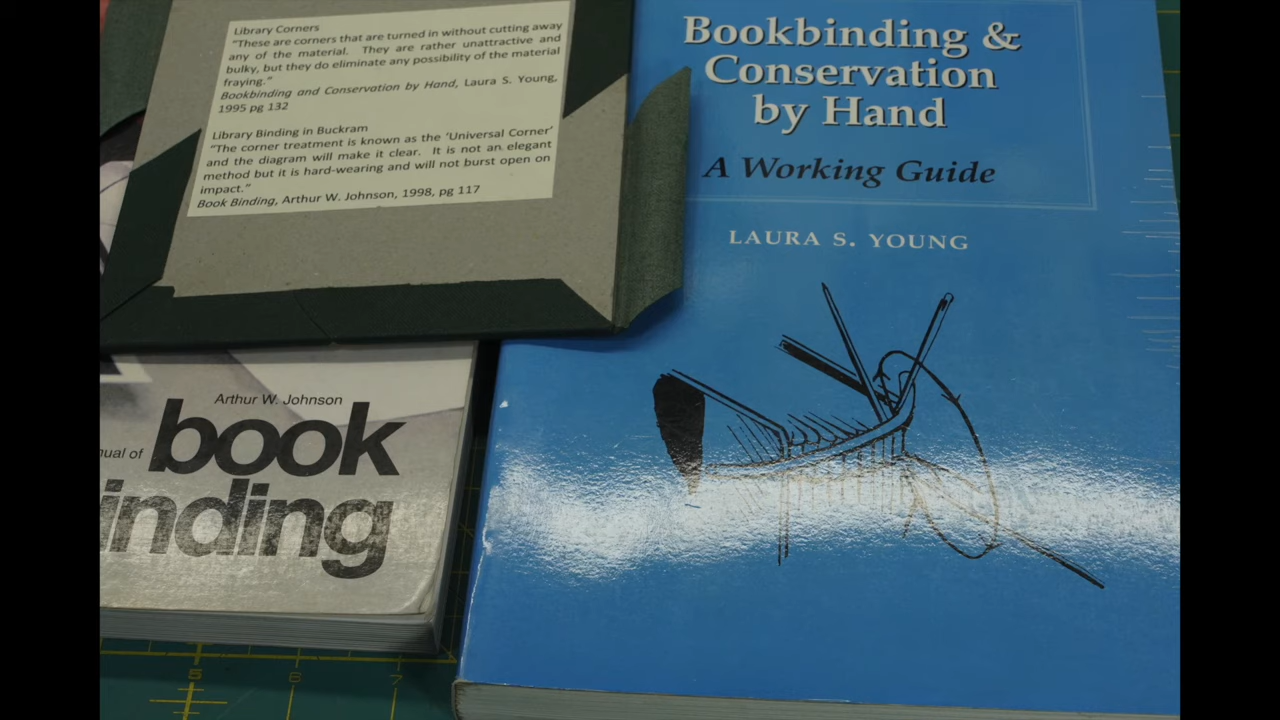 Library Corners
"These are corners that are turned in without cutting away
any of the material. They are rather unattractive and
bulky, but they do eliminate any possibility of the material
fraying."
Bookbinding and Conservation by Hand, Laura S. Young,
1995 pg 132
Library Binding in Buckram
"The corner treatment is known as the 'Universal Corner'
and the diagram will make it clear. It is not an elegant
method but it is hard-wearing and will not burst open on
impact."
Book Binding, Arthur W. Johnson, 1998, pg 117
Bookbinding &
Conservation
by Hand
A Working Guide
LAURA S. YOUNG
Arthur W. Johnson
nual of book
inding
5 6 7